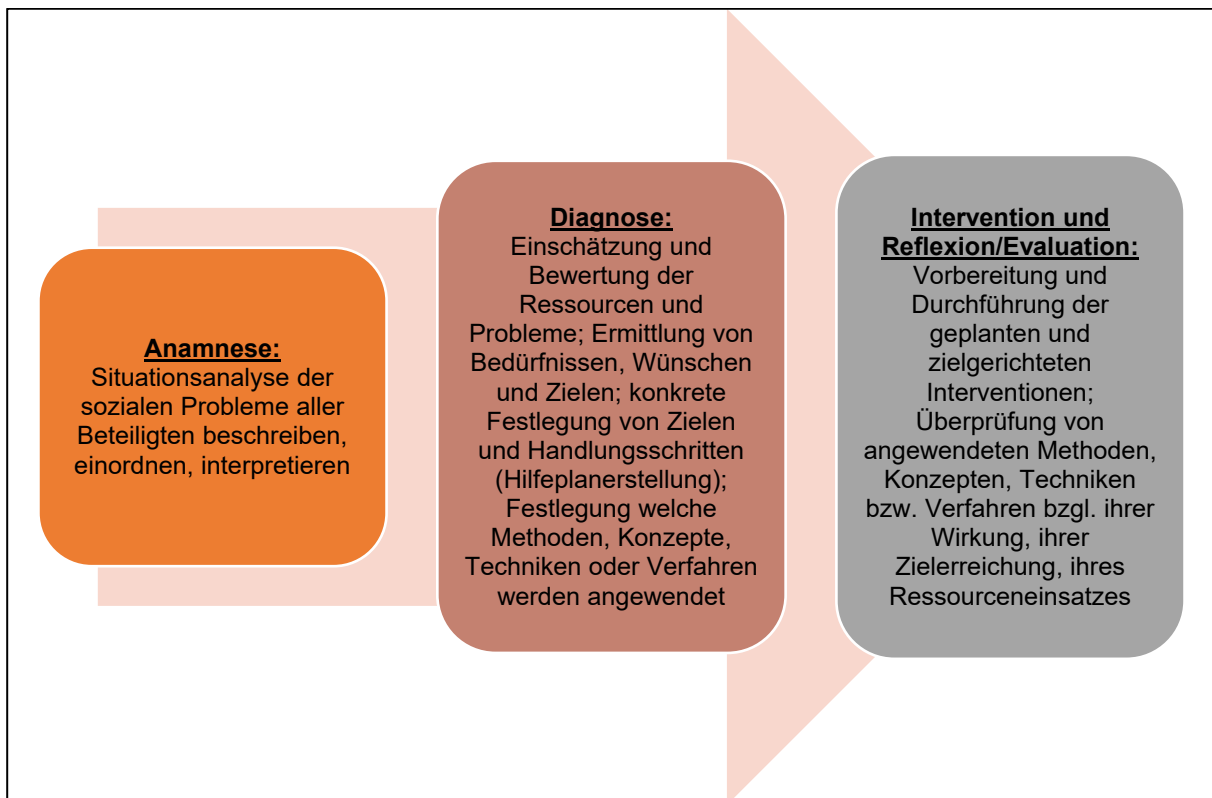 Anamnese:
Situationsanalyse der
sozialen Probleme aller
Beteiligten beschreiben,
einordnen, interpretieren
Diagnose:
Einschätzung und
Bewertung der
Ressourcen und
Probleme; Ermittlung von
Bedürfnissen, Wünschen
und Zielen; konkrete
Festlegung von Zielen
und Handlungsschritten
(Hilfeplanerstellung);
Festlegung welche
Methoden, Konzepte,
Techniken oder Verfahren
werden angewendet
Intervention und
Reflexion/Evaluation:
Vorbereitung und
Durchführung der
geplanten und
zielgerichteten
Interventionen;
Überprüfung von
angewendeten Methoden,
Konzepten, Techniken
bzw. Verfahren bzgl. ihrer
Wirkung, ihrer
Zielerreichung, ihres
Ressourceneinsatzes